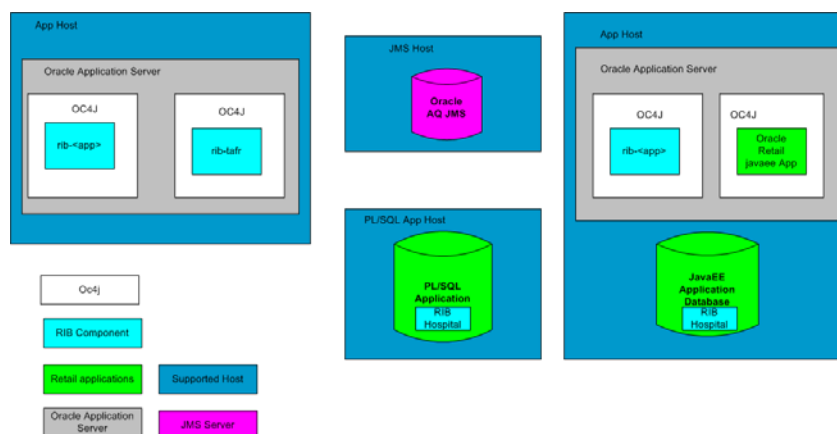 App Host
Oracle Application Server
OC4J
rib-<app>
OC4J
rib-tafr
JMS Host
Oracle
AQ JMS
PL/SQL App Host
PL/SQL
Application
RIB
Hospital
App Host
Oracle Application Server
OC4J
rib-<app>
OC4J
Oracle
Retail
javaee App
JavaEE
Application
Database
RIB
Hospital
Oc4j
RIB Component
Retail applications
Supported Host
Oracle Application
Server
JMS Server